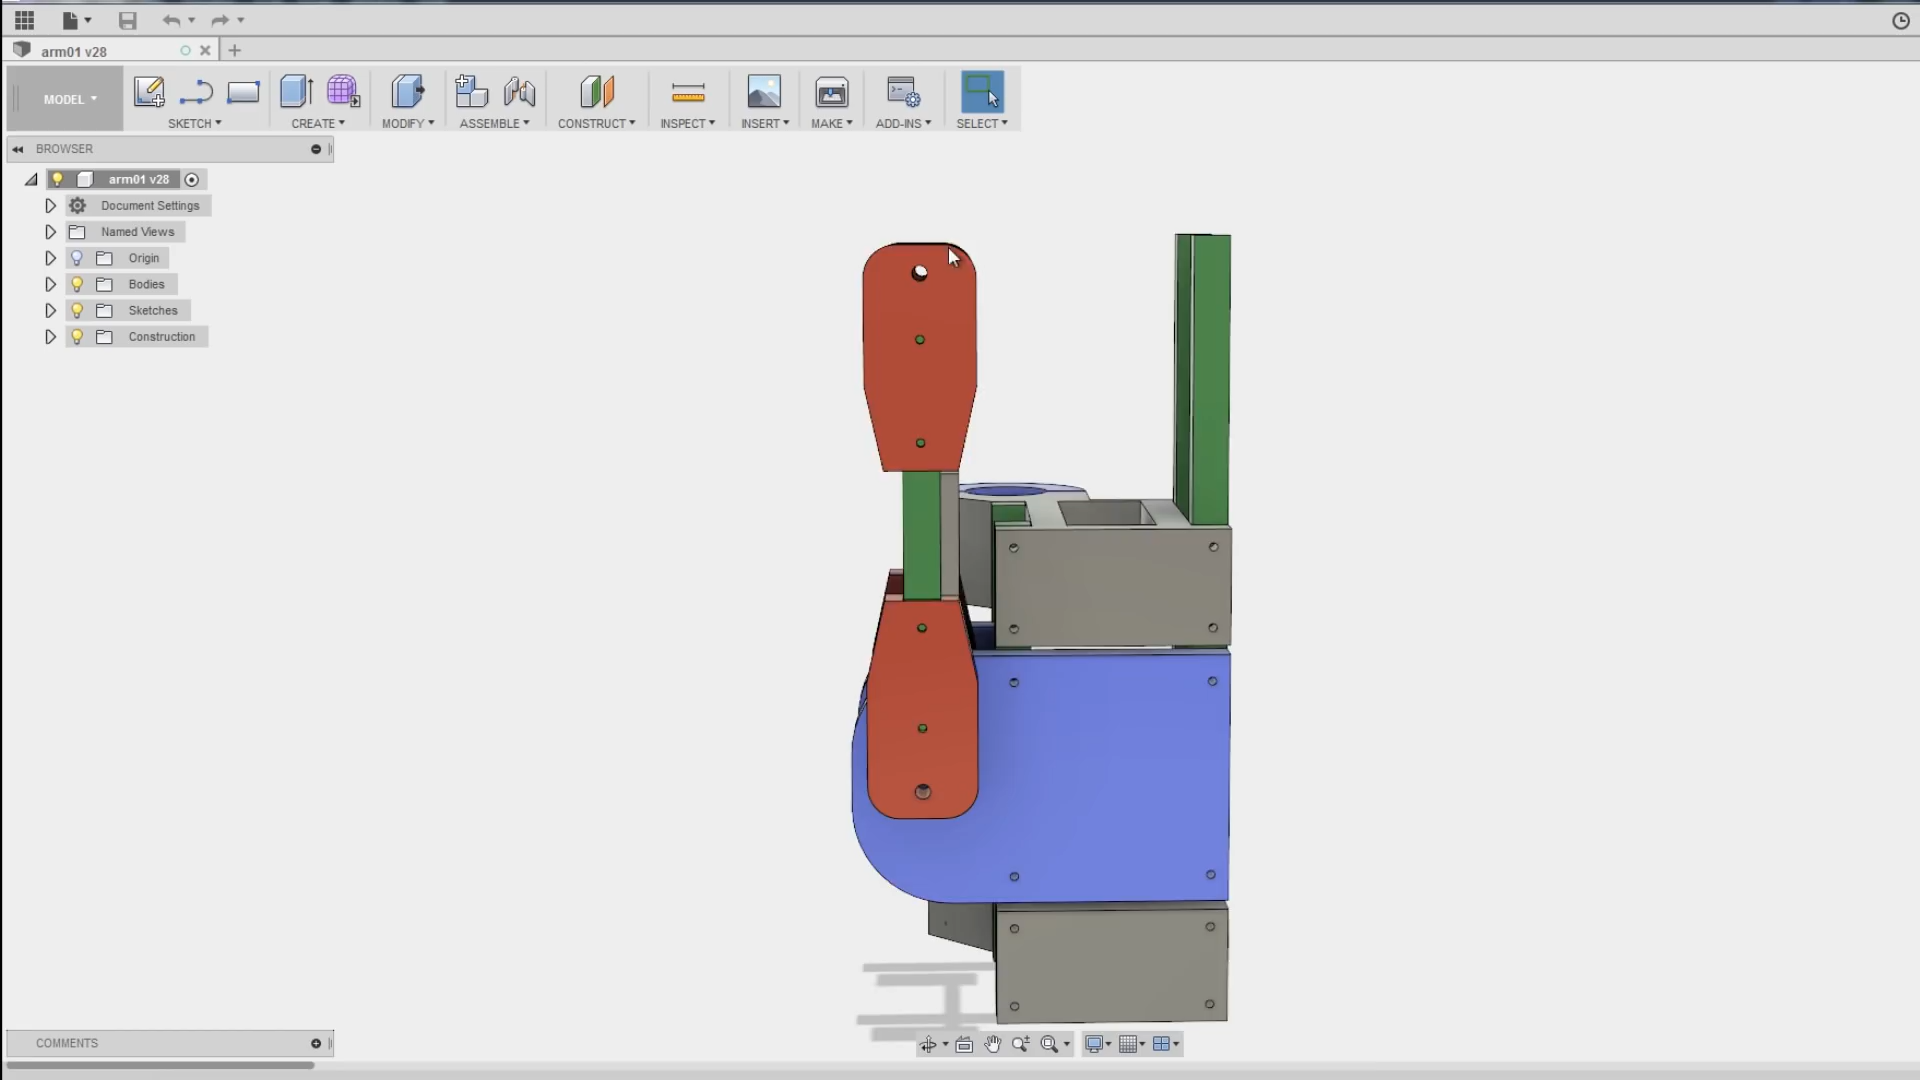 arm01 v28
MODEL
SKETCH
CREATE
MODIFY
ASSEMBLE
CONSTRUCT
INSPECT
INSERT
MAKE
ADD-INS
SELECT
BROWSER
arm01 v28
Document Settings
Named Views
Origin
Bodies
Sketches
Construction
COMMENTS